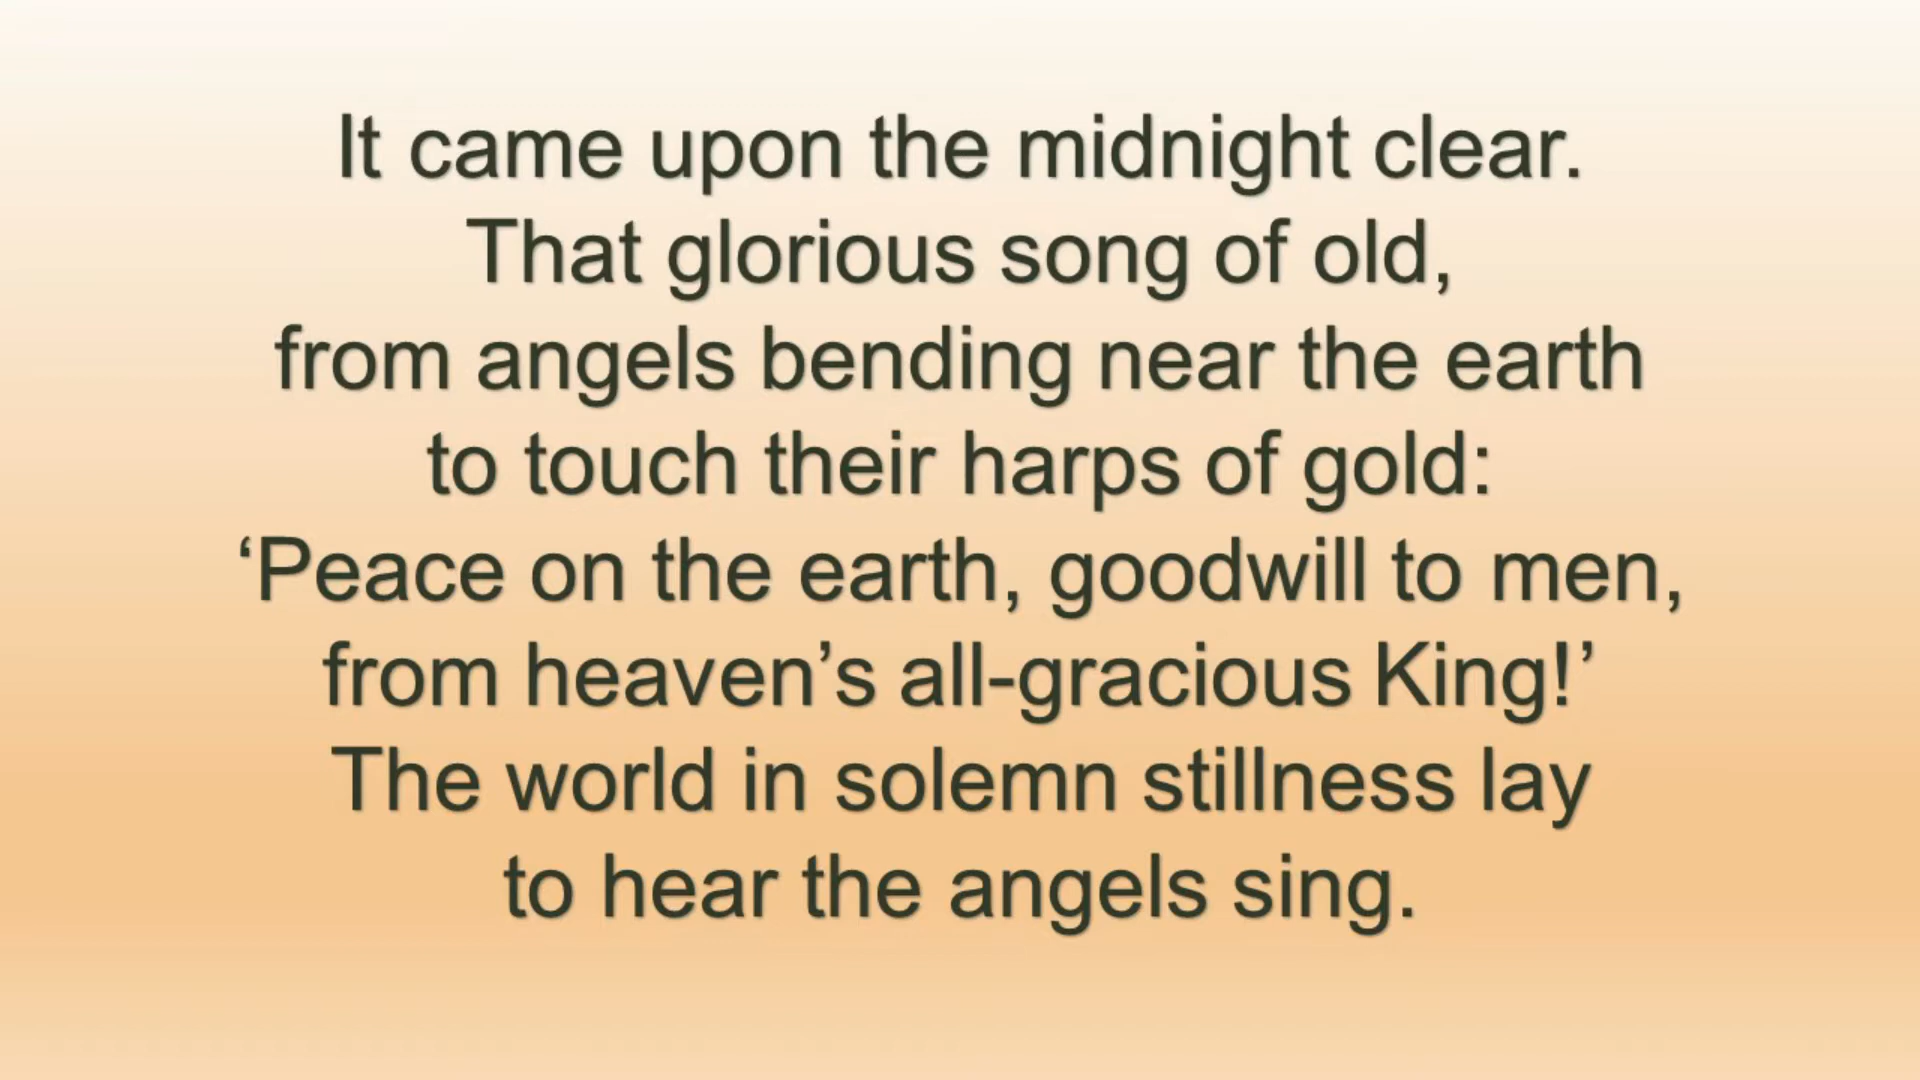 It came upon the midnight clear.
That glorious song of old,
from angels bending near the earth
to touch their harps of gold:
‘Peace on the earth, goodwill to men,
from heaven’s all-gracious King!’
The world in solemn stillness lay
to hear the angels sing.